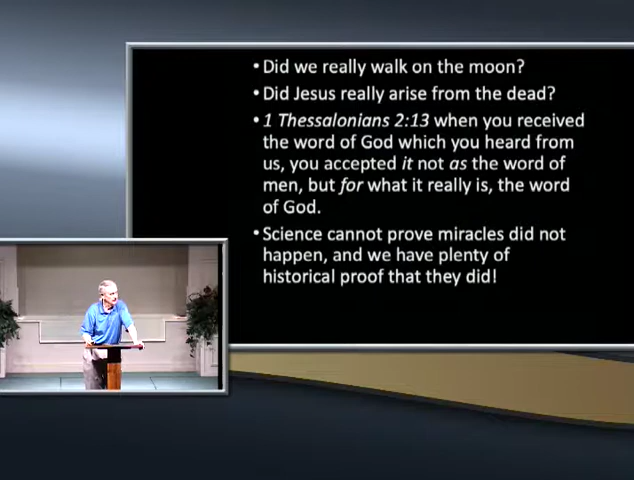 • Did we really walk on the moon?
• Did Jesus really arise from the dead?
• 1 Thessalonians 2:13 when you received
the word of God which you heard from
us, you accepted it not as the word of
men, but for what it really is, the word
of God.
• Science cannot prove miracles did not
happen, and we have plenty of
historical proof that they did!